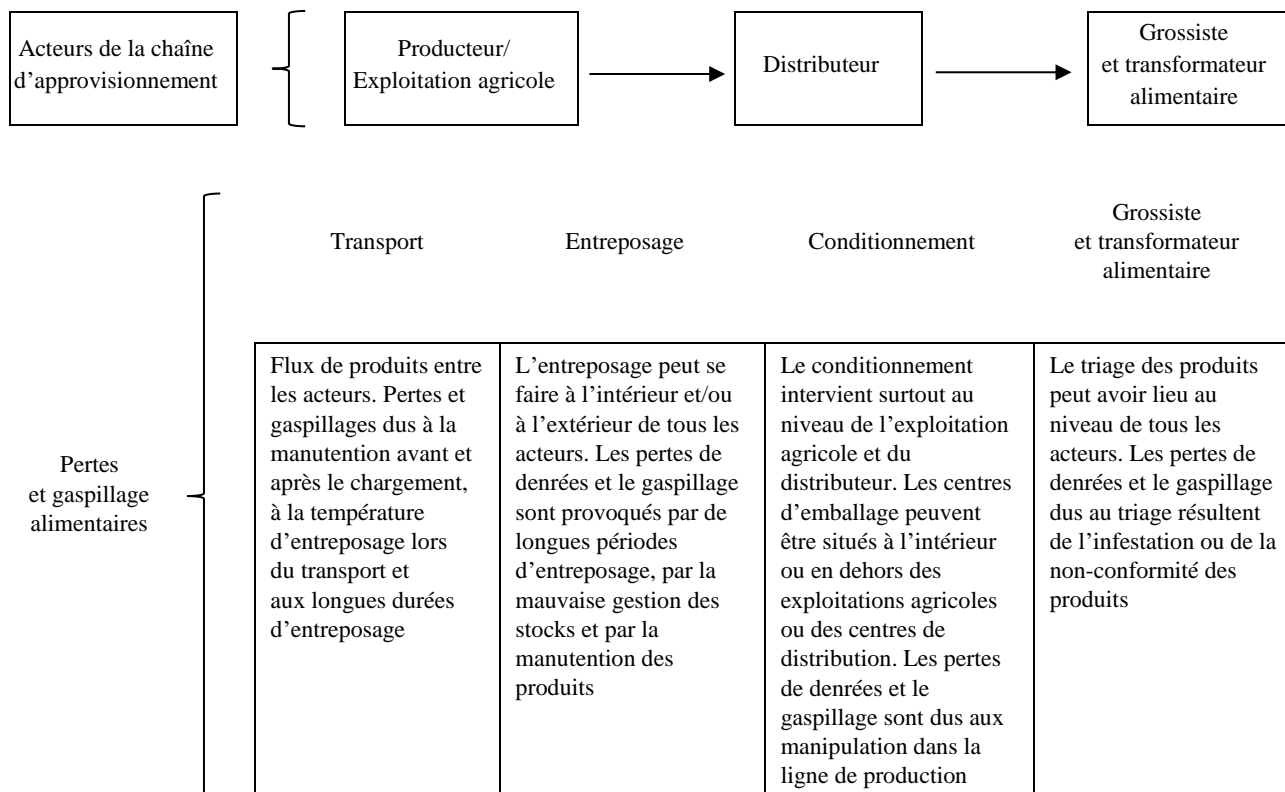 Acteurs de la chaîne
d’approvisionnement
Producteur/
Exploitation agricole
Distributeur
Grossiste
et transformateur
alimentaire
Transport
Entreposage
Conditionnement
Grossiste
et transformateur
alimentaire
Pertes
et gaspillage
alimentaires
Flux de produits entre
les acteurs. Pertes et
gaspillages dus à la
manutention avant et
après le chargement,
à la température
d’entreposage lors
du transport et
aux longues durées
d’entreposage
L’entreposage peut se
faire à l’intérieur et/ou
à l’extérieur de tous les
acteurs. Les pertes de
denrées et le gaspillage
sont provoqués par de
longues périodes
d’entreposage, par la
mauvaise gestion des
stocks et par la
manutention des
produits
Le conditionnement
intervient surtout au
niveau de l’exploitation
agricole et du
distributeur. Les centres
d’emballage peuvent
être situés à l’intérieur
ou en dehors des
exploitations agricoles
ou des centres de
distribution. Les pertes
de denrées et le
gaspillage sont dus aux
manipulation dans la
ligne de production
Le triage des produits
peut avoir lieu au
niveau de tous les
acteurs. Les pertes de
denrées et le gaspillage
dus au triage résultent
de l’infestation ou de la
non-conformité des
produits